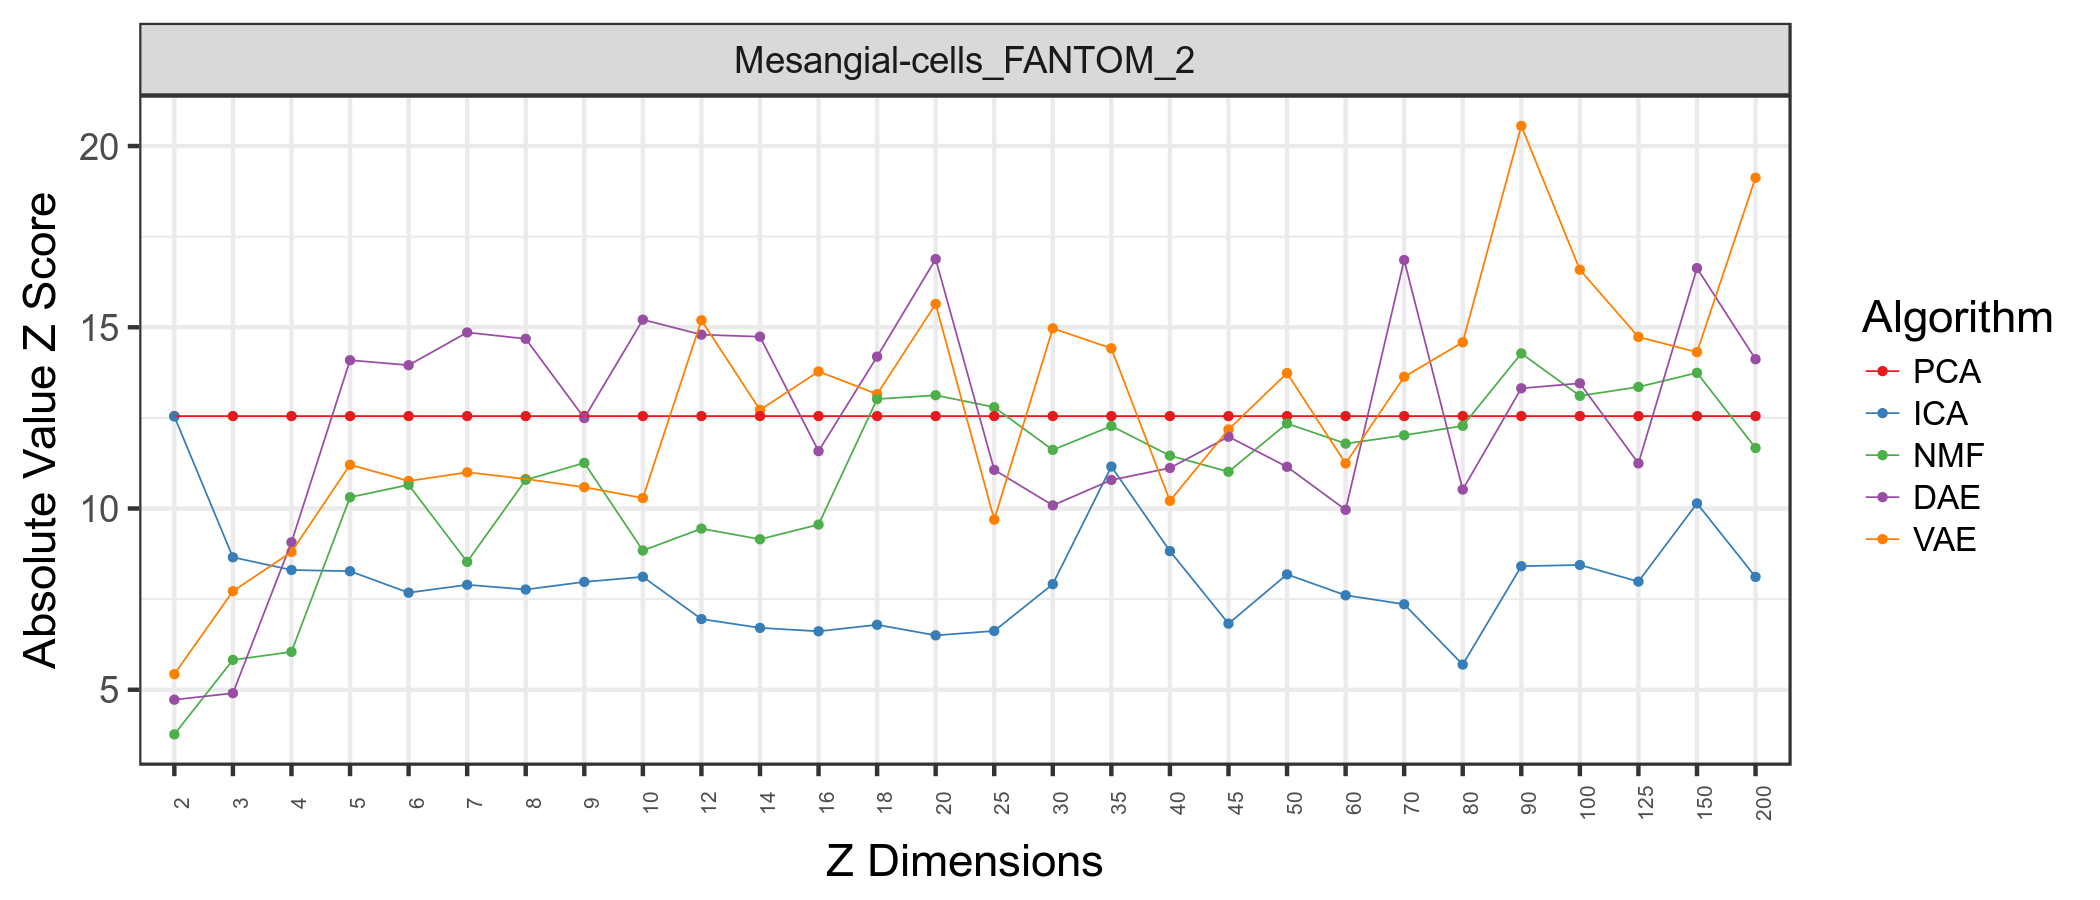 Mesangial-cells_FANTOM_2
Absolute Value Z Score
20
15
10
5
2 3 4 5 6 7 8 9 10 12 14 16 18 20 25 30 35 40 45 50 60 70 80 90 100 125 150 200
Z Dimensions
Algorithm
PCA
ICA
NMF
DAE
VAE